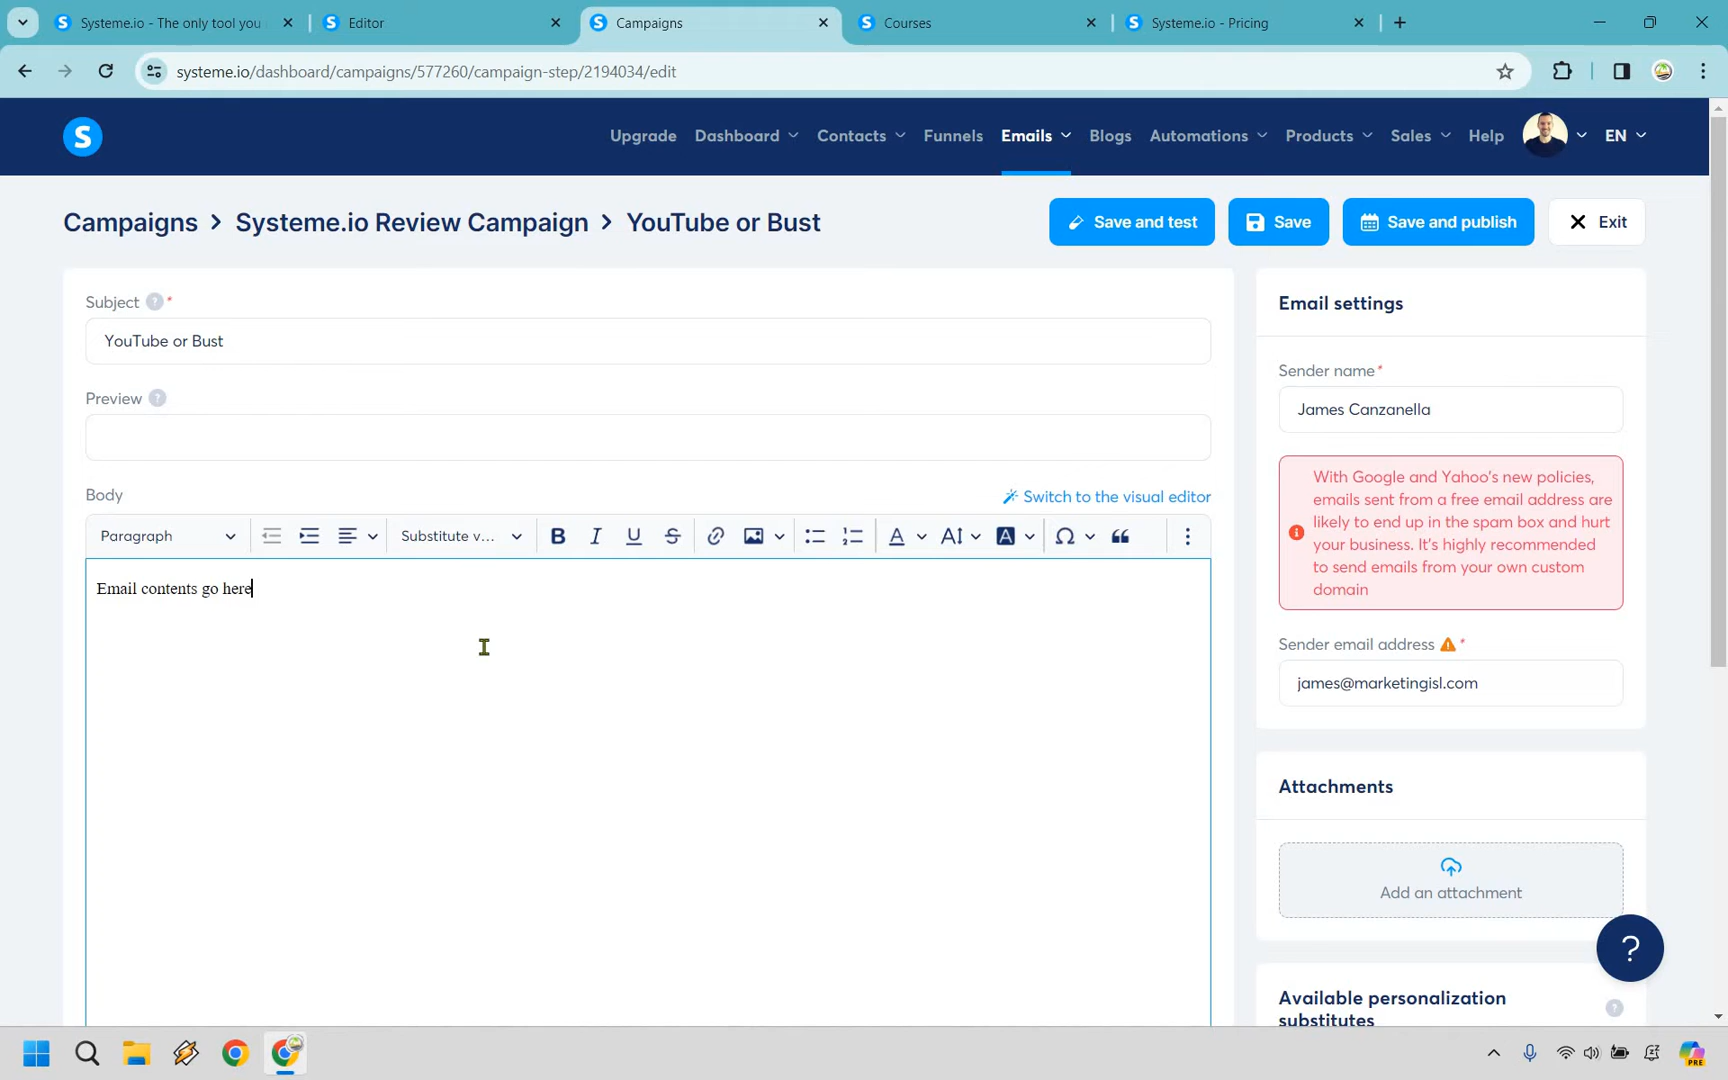 Systeme.io - The only tool you
Editor
Campaigns
Courses
Systeme.io - Pricing
systeme.io/dashboard/campaigns/577260/campaign-step/2194034/edit
S
Upgrade
Dashboard
Contacts
Funnels
Emails
Blogs
Automations
Products
Sales
Help
EN
Campaigns > Systeme.io Review Campaign > YouTube or Bust
Save and test
Save
Save and publish
Exit
Subject ? *
YouTube or Bust
Preview ?
Body
Switch to the visual editor
Paragraph
Substitute v...
B
I
U
S
A
A
A
Ω
Email contents go here
Email settings
Sender name*
James Canzanella
With Google and Yahoo's new policies,
emails sent from a free email address are
likely to end up in the spam box and hurt
your business. It's highly recommended
to send emails from your own custom
domain
Sender email address *
james@marketingisl.com
Attachments
Add an attachment
?
Available personalization
substitutes
?
PRE